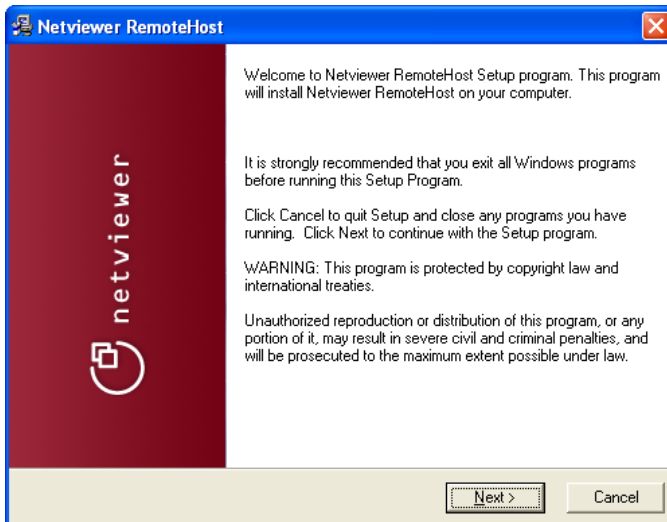 Netviewer RemoteHost
Welcome to Netviewer RemoteHost Setup program. This program
will install Netviewer RemoteHost on your computer.
It is strongly recommended that you exit all Windows programs
before running this Setup Program.
Click Cancel to quit Setup and close any programs you have
running. Click Next to continue with the Setup program.
WARNING: This program is protected by copyright law and
international treaties.
Unauthorized reproduction or distribution of this program, or any
portion of it, may result in severe civil and criminal penalties, and
will be prosecuted to the maximum extent possible under law.
netviewer
Next >
Cancel